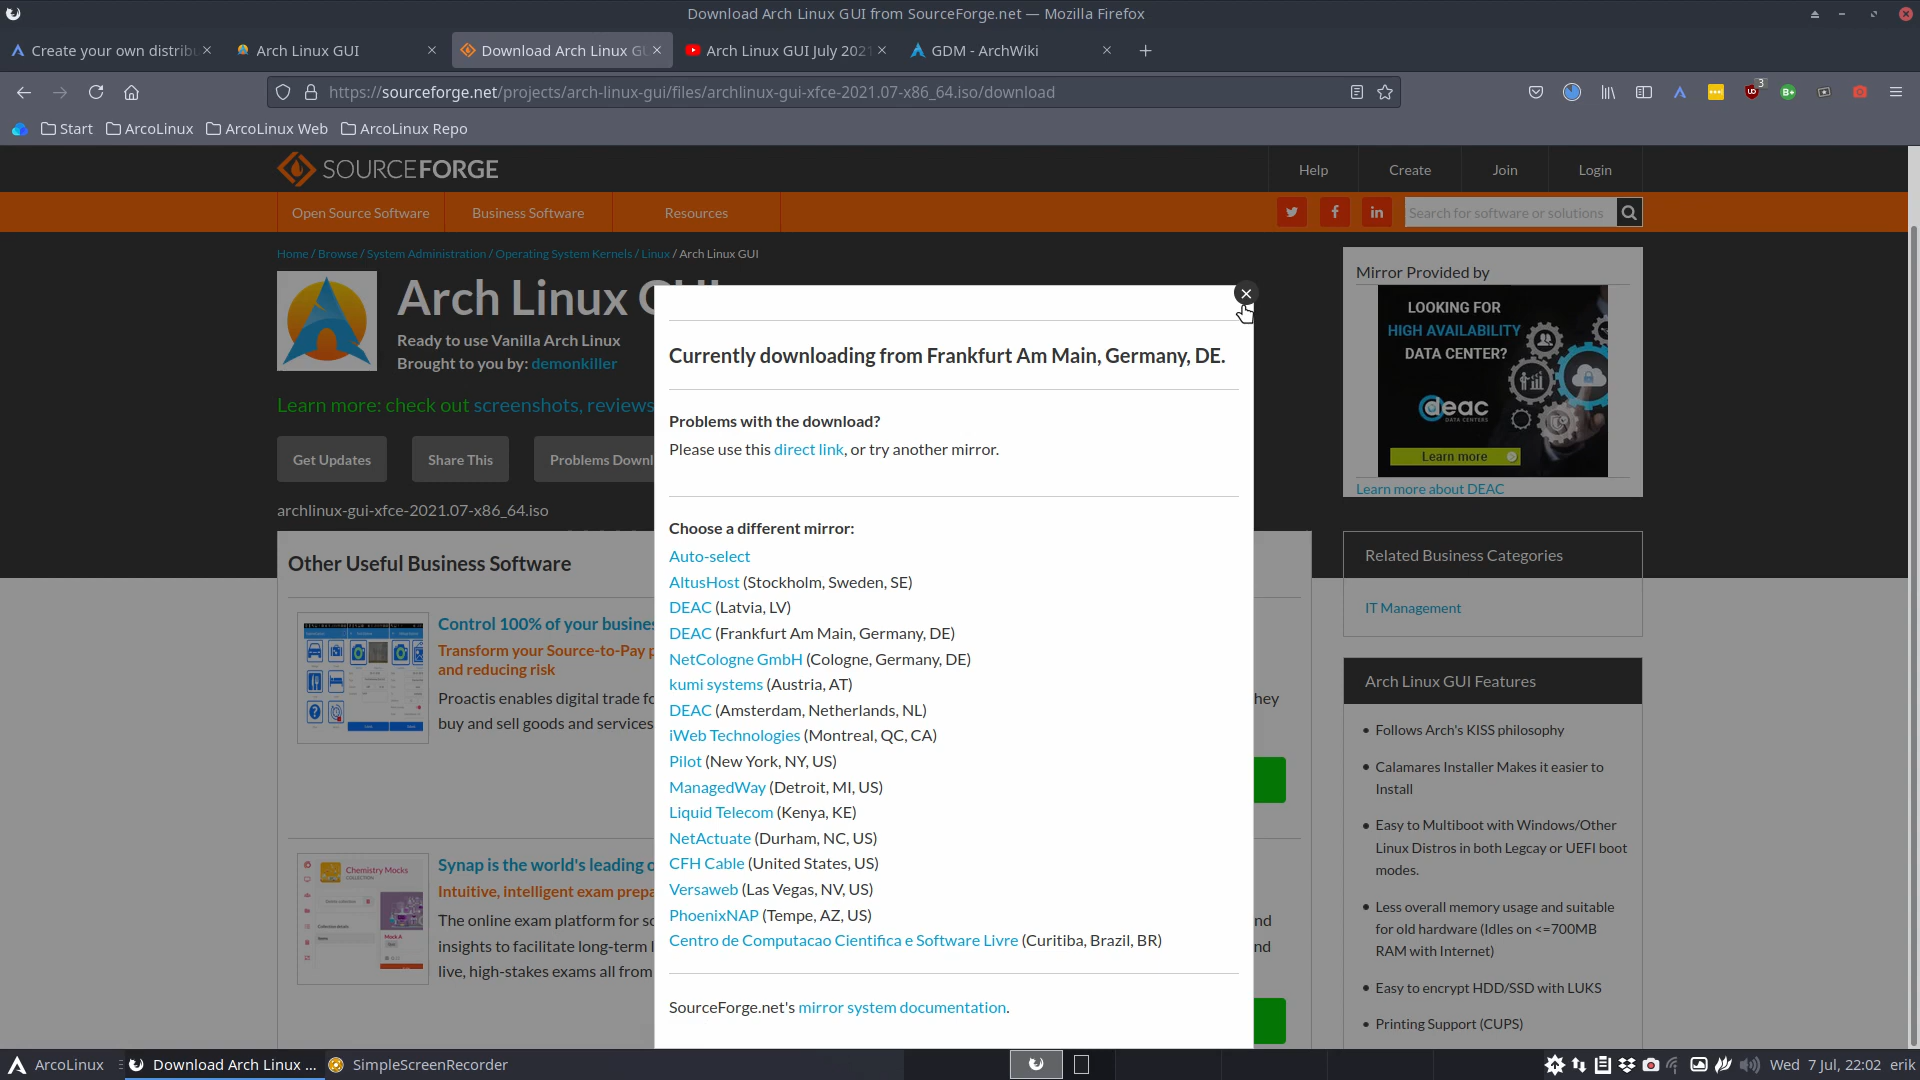 Download Arch Linux GUI from SourceForge.net — Mozilla Firefox
Create your own distribu
Arch Linux GUI
Download Arch Linux GU
Arch Linux GUI July 2021
GDM - ArchWiki
https://sourceforge.net/projects/arch-linux-gui/files/archlinux-gui-xfce-2021.07-x86_64.iso/download
3
Start
ArcoLinux
ArcoLinux Web
ArcoLinux Repo
SOURCEFORGE
Help
Create
Join
Login
Open Source Software
Business Software
Resources
Search for software or solutions
Home / Browse / System Administration / Operating System Kernels / Linux / Arch Linux GUI
Arch Linux GUI
Ready to use Vanilla Arch Linux
Brought to you by: demonkiller
Learn more: check out screenshots, reviews
Get Updates
Share This
Problems Downl
archlinux-gui-xfce-2021.07-x86_64.iso
Other Useful Business Software
Control 100% of your busines
Transform your Source-to-Pay p
and reducing risk
Proactis enables digital trade fo
hey
buy and sell goods and services
Synap is the world's leading o
Intuitive, intelligent exam prepa
The online exam platform for sc
nd
insights to facilitate long-term l
nd
live, high-stakes exams all from
Currently downloading from Frankfurt Am Main, Germany, DE.
Problems with the download?
Please use this direct link, or try another mirror.
Choose a different mirror:
Auto-select
AltusHost (Stockholm, Sweden, SE)
DEAC (Latvia, LV)
DEAC (Frankfurt Am Main, Germany, DE)
NetCologne GmbH (Cologne, Germany, DE)
kumi systems (Austria, AT)
DEAC (Amsterdam, Netherlands, NL)
iWeb Technologies (Montreal, QC, CA)
Pilot (New York, NY, US)
ManagedWay (Detroit, MI, US)
Liquid Telecom (Kenya, KE)
NetActuate (Durham, NC, US)
CFH Cable (United States, US)
Versaweb (Las Vegas, NV, US)
PhoenixNAP (Tempe, AZ, US)
Centro de Computacao Cientifica e Software Livre (Curitiba, Brazil, BR)
SourceForge.net's mirror system documentation.
Mirror Provided by
LOOKING FOR
HIGH AVAILABILITY
DATA CENTER?
deac
DATA CENTERS
Learn more
Learn more about DEAC
Related Business Categories
IT Management
Arch Linux GUI Features
• Follows Arch's KISS philosophy
• Calamares Installer Makes it easier to
Install
• Easy to Multiboot with Windows/Other
Linux Distros in both Legcay or UEFI boot
modes.
• Less overall memory usage and suitable
for old hardware (Idles on <=700MB
RAM with Internet)
• Easy to encrypt HDD/SSD with LUKS
• Printing Support (CUPS)
ArcoLinux
Download Arch Linux ...
SimpleScreenRecorder
Wed 7 Jul, 22:02
erik